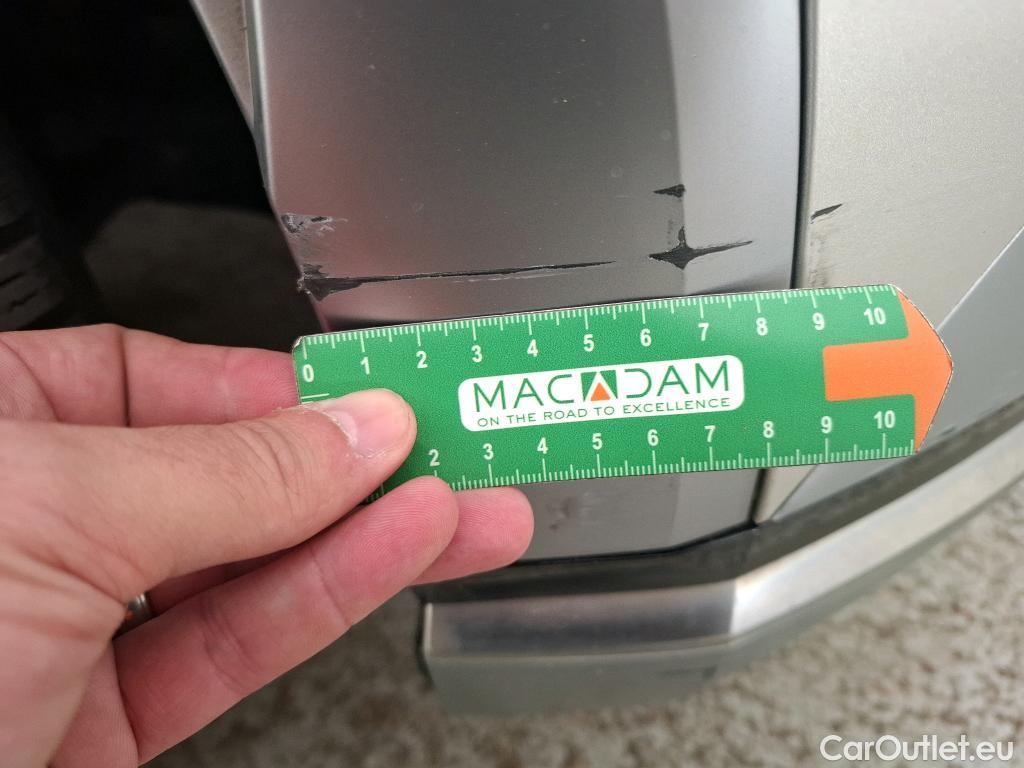 0 1 2 3 4 5 6 7 8 9 10
MACADAM
ON THE ROAD TO EXCELLENCE
2 3 4 5 6 7 8 9 10
CarOutlet.eu